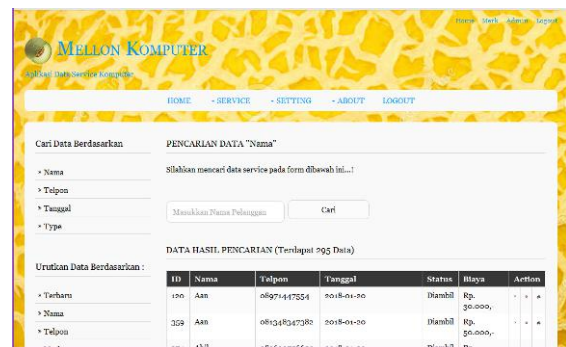 Home Merk Admin Logout
MELLON KOMPUTER
Aplikasi Data Service Komputer
HOME - SERVICE - SETTING - ABOUT LOGOUT
Cari Data Berdasarkan
» Nama
» Telpon
» Tanggal
» Type
Urutkan Data Berdasarkan :
» Terbaru
» Nama
» Telpon
PENCARIAN DATA "Nama"
Silahkan mencari data service pada form dibawah ini...!
Masukkan Nama Pelanggan Cari
DATA HASIL PENCARIAN (Terdapat 295 Data)
ID Nama Telpon Tanggal Status Biaya Action
120 Aan 08971447554 2018-01-20 Diambil Rp. 30.000,-
359 Aan 081348347382 2018-01-20 Diambil Rp. 50.000,-